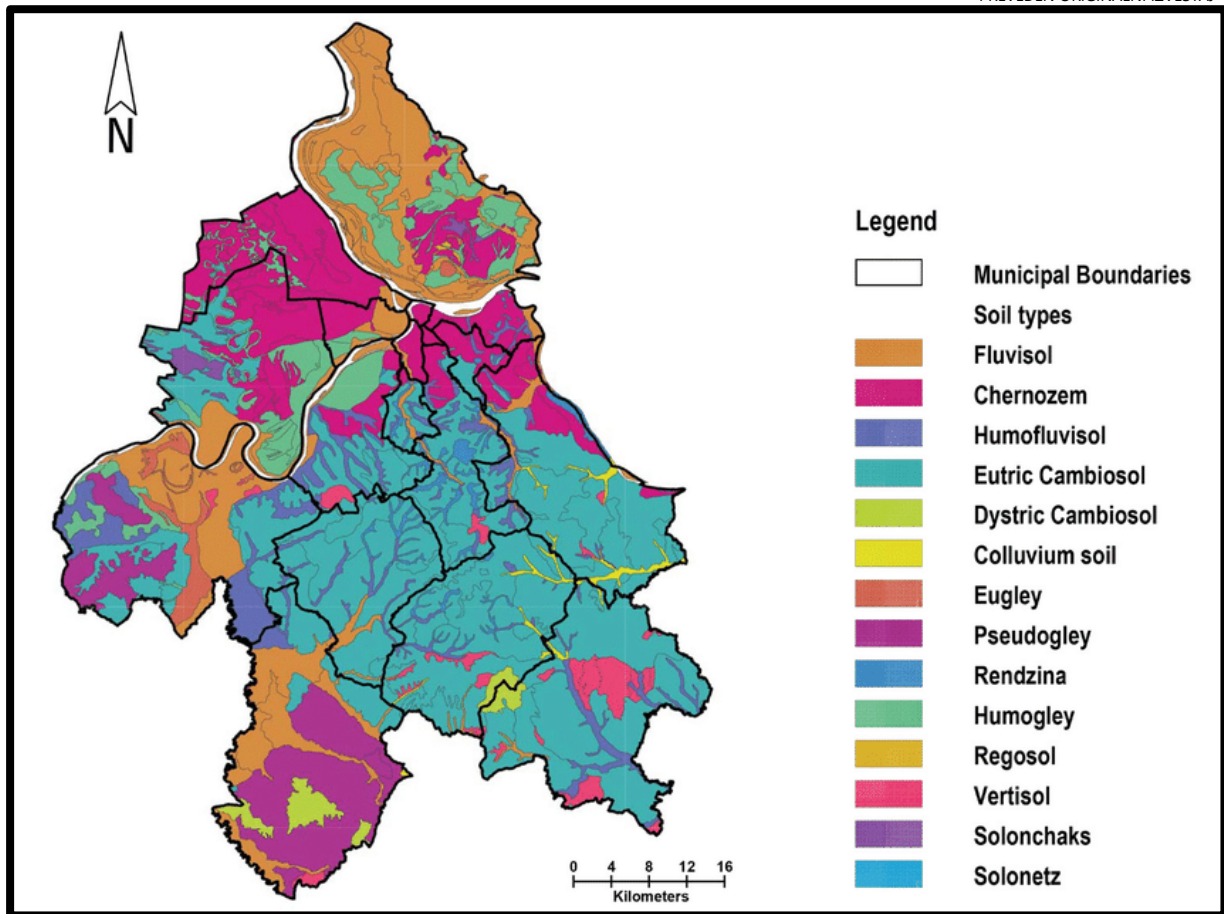 N
Legend
Municipal Boundaries
Soil types
Fluvisol
Chernozem
Humofluvisol
Eutric Cambiosol
Dystric Cambiosol
Colluvium soil
Eugley
Pseudogley
Rendzina
Humogley
Regosol
Vertisol
Solonchaks
Solonetz
0 4 8 12 16
Kilometers